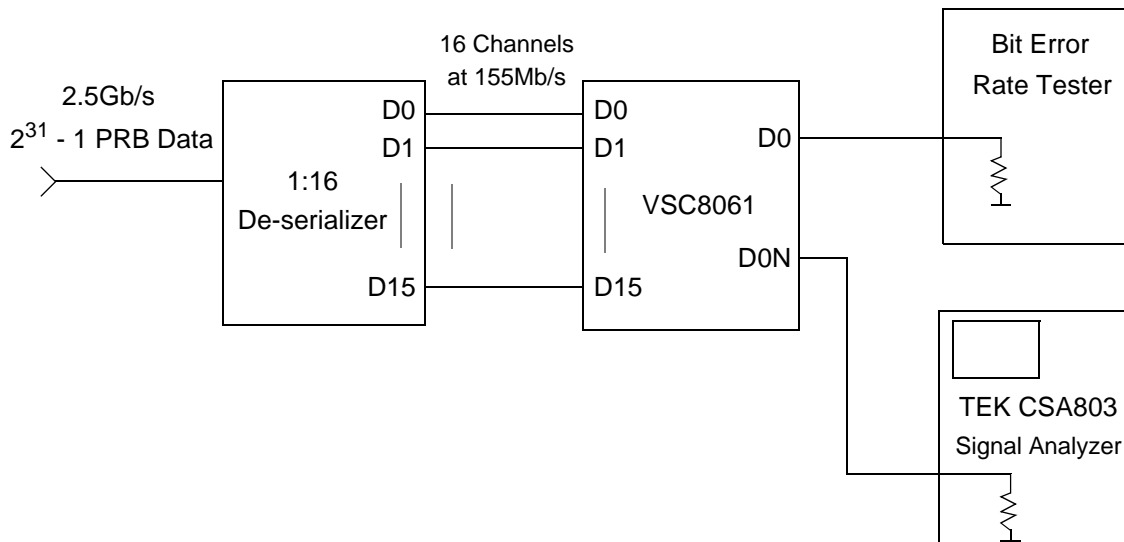 2.5Gb/s
2^31 - 1 PRB Data
1:16
De-serializer
D0
D1
D15
16 Channels
at 155Mb/s
D0
D1
D15
VSC8061
D0
D0N
Bit Error
Rate Tester
TEK CSA803
Signal Analyzer